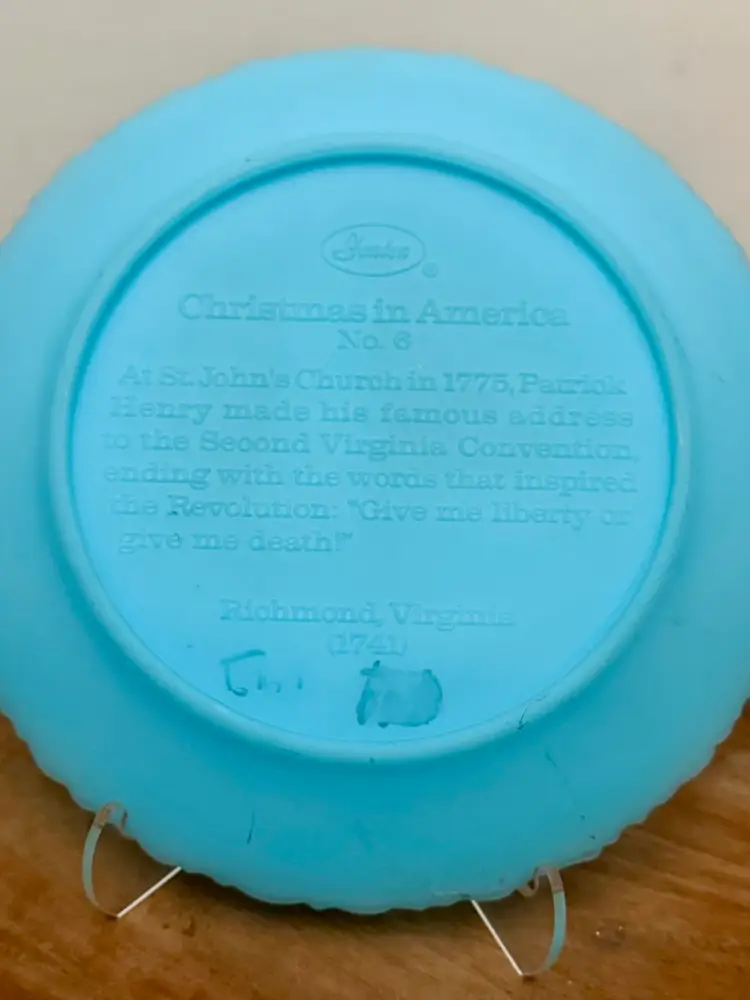 Fenton ®
Christmas in America
No. 6
At St. John's Church in 1775, Patrick
Henry made his famous address
to the Second Virginia Convention,
ending with the words that inspired
the Revolution: "Give me liberty or
give me death!"
Richmond, Virginia
(1741)